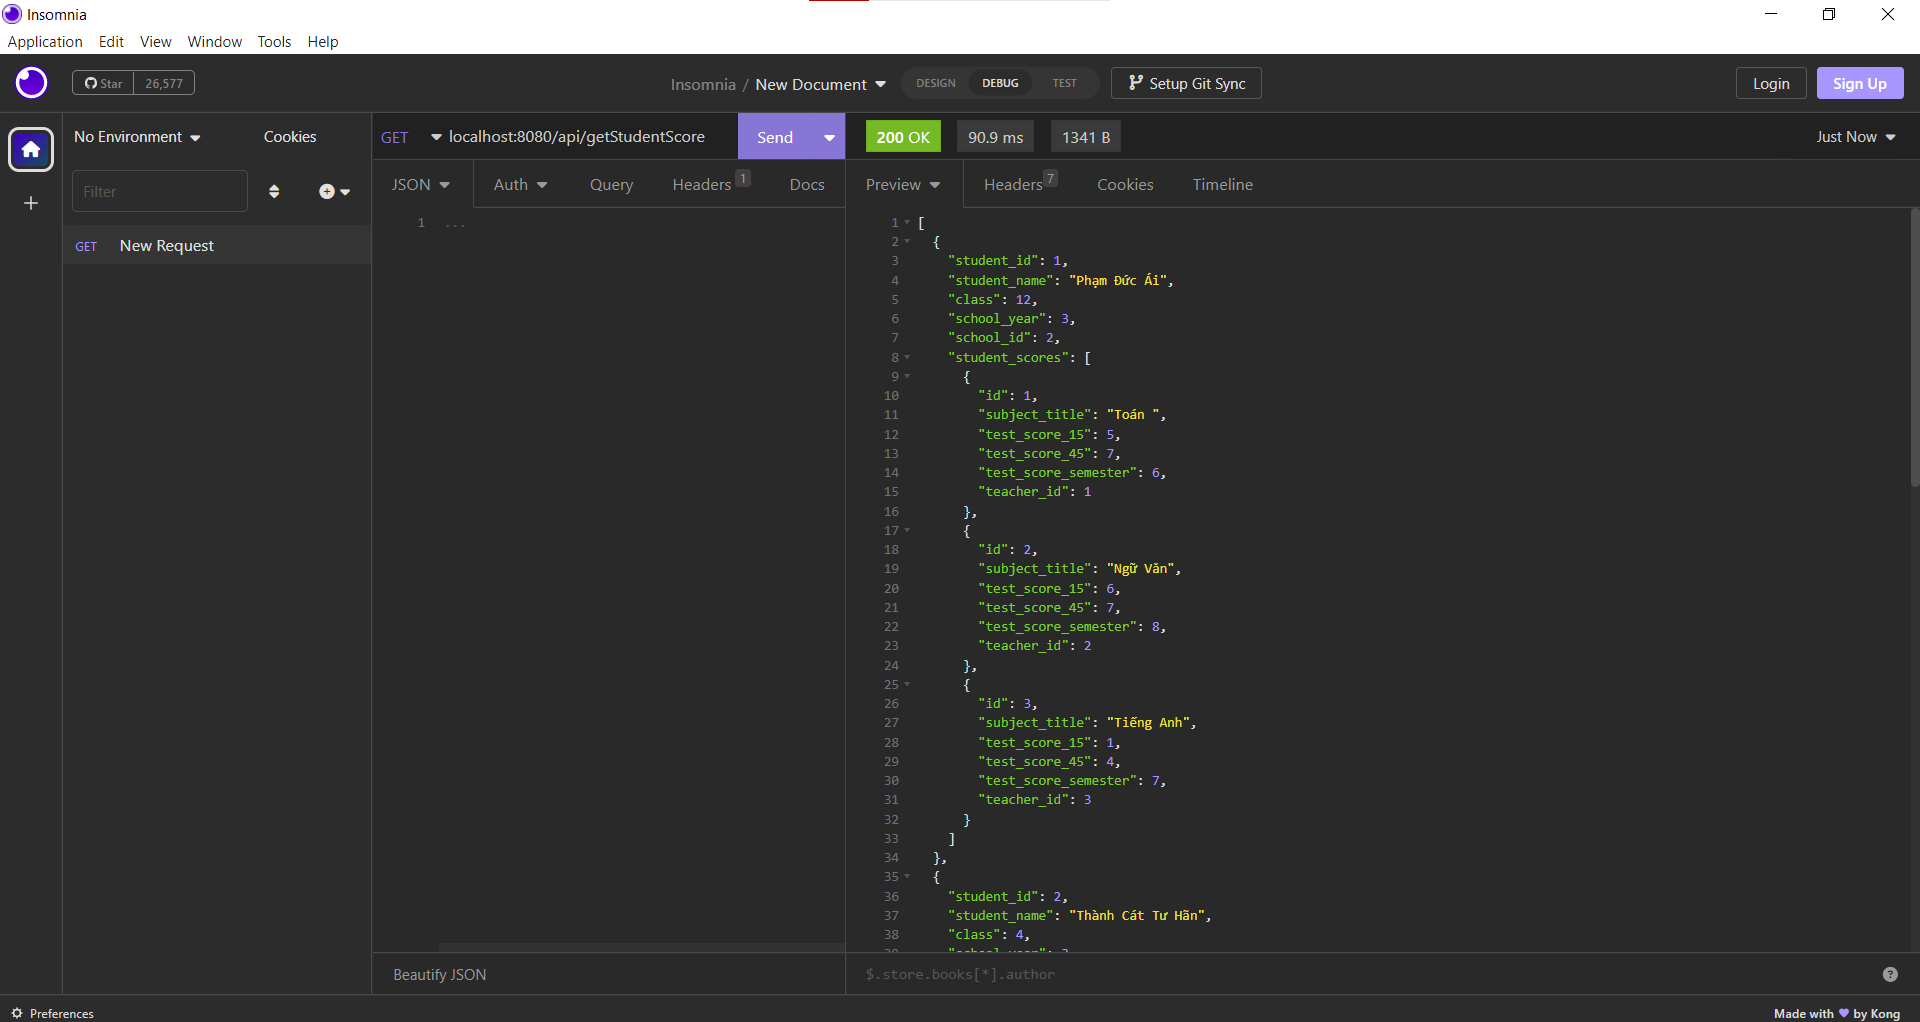 Insomnia
Application Edit View Window Tools Help
Star 26,577
Insomnia / New Document
DESIGN DEBUG TEST
Setup Git Sync
Login
Sign Up
No Environment
Cookies
Filter
GET New Request
GET localhost:8080/api/getStudentScore
Send
JSON Auth Query Headers 1 Docs
1 ...
Beautify JSON
200 OK 90.9 ms 1341 B
Just Now
Preview Headers 7 Cookies Timeline
1 [
2 {
3 "student_id": 1,
4 "student_name": "Phạm Đức Ái",
5 "class": 12,
6 "school_year": 3,
7 "school_id": 2,
8 "student_scores": [
9 {
10 "id": 1,
11 "subject_title": "Toán ",
12 "test_score_15": 5,
13 "test_score_45": 7,
14 "test_score_semester": 6,
15 "teacher_id": 1
16 },
17 {
18 "id": 2,
19 "subject_title": "Ngữ Văn",
20 "test_score_15": 6,
21 "test_score_45": 7,
22 "test_score_semester": 8,
23 "teacher_id": 2
24 },
25 {
26 "id": 3,
27 "subject_title": "Tiếng Anh",
28 "test_score_15": 1,
29 "test_score_45": 4,
30 "test_score_semester": 7,
31 "teacher_id": 3
32 }
33 ]
34 },
35 {
36 "student_id": 2,
37 "student_name": "Thành Cát Tư Hãn",
38 "class": 4,
$.store.books[*].author
Preferences
Made with 💜 by Kong